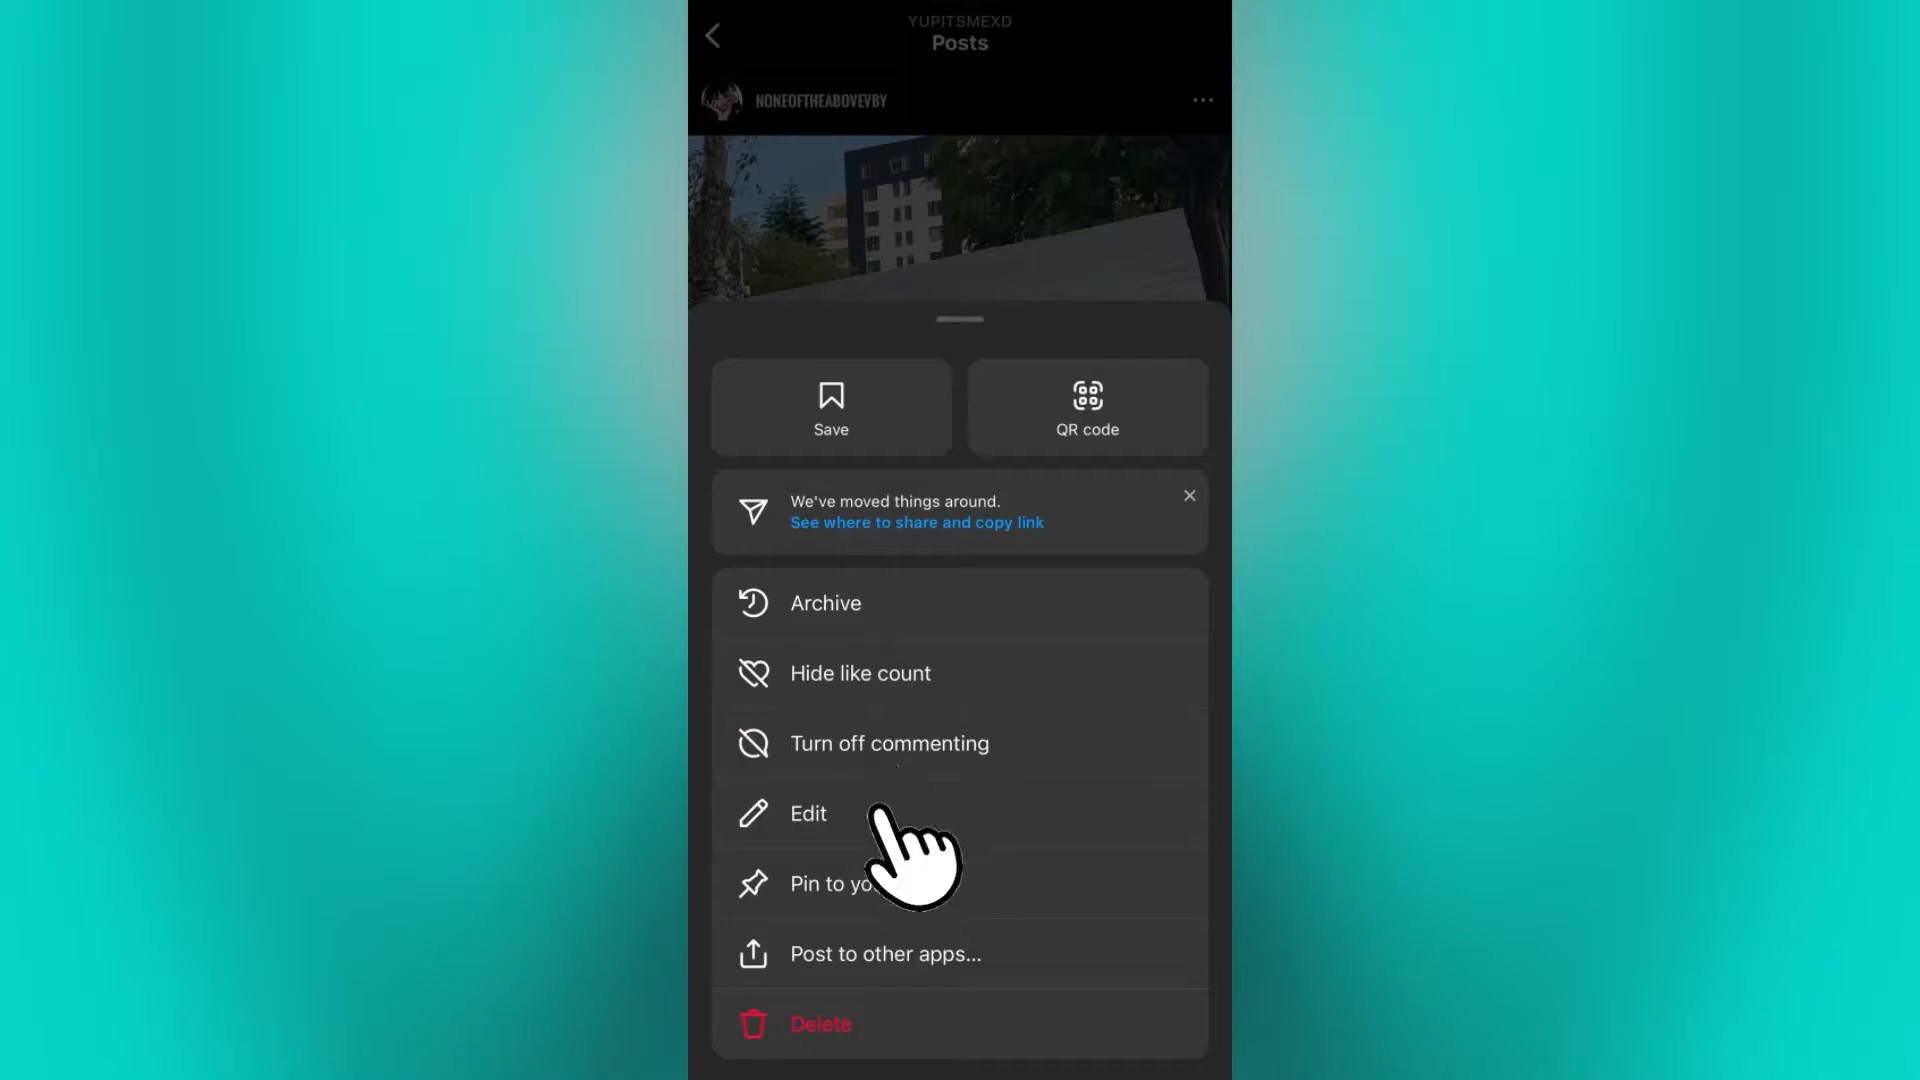 YUPITSMEXD
Posts
NONEOFTHEABOVEVBY
Save
QR code
We've moved things around.
See where to share and copy link
Archive
Hide like count
Turn off commenting
Edit
Pin to yo
Post to other apps...
Delete